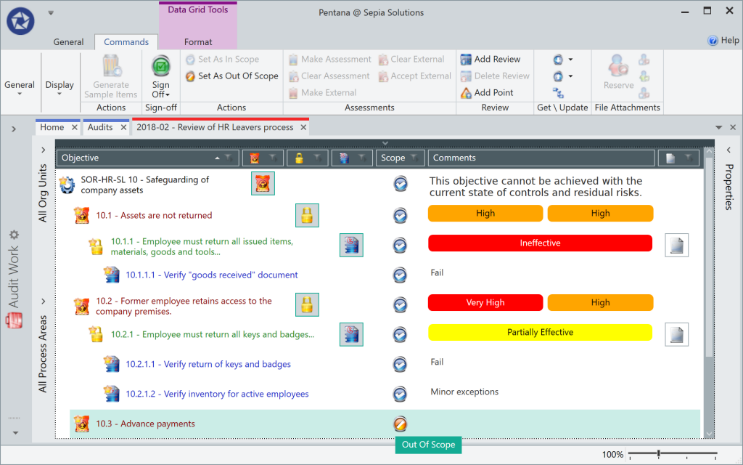 Data Grid Tools
Pentana @ Sepia Solutions
General
Commands
Format
Help
General
Display
Generate
Sample Items
Actions
Sign
Off
Sign-off
Set As In Scope
Set As Out Of Scope
Actions
Make Assessment
Clear Assessment
Make External
Clear External
Accept External
Assessments
Add Review
Delete Review
Add Point
Review
Get \ Update
Reserve
File Attachments
Home
Audits
2018-02 - Review of HR Leavers process
All Org Units
All Process Areas
Audit Work
Properties
Objective
Scope
Comments
SOR-HR-SL 10 - Safeguarding of
company assets
This objective cannot be achieved with the
current state of controls and residual risks.
10.1 - Assets are not returned
High
High
10.1.1 - Employee must return all issued items,
materials, goods and tools...
Ineffective
10.1.1.1 - Verify "goods received" document
Fail
10.2 - Former employee retains access to the
company premises.
Very High
High
10.2.1 - Employee must return all keys and badges...
Partially Effective
10.2.1.1 - Verify return of keys and badges
Fail
10.2.1.2 - Verify inventory for active employees
Minor exceptions
10.3 - Advance payments
Out Of Scope
100%